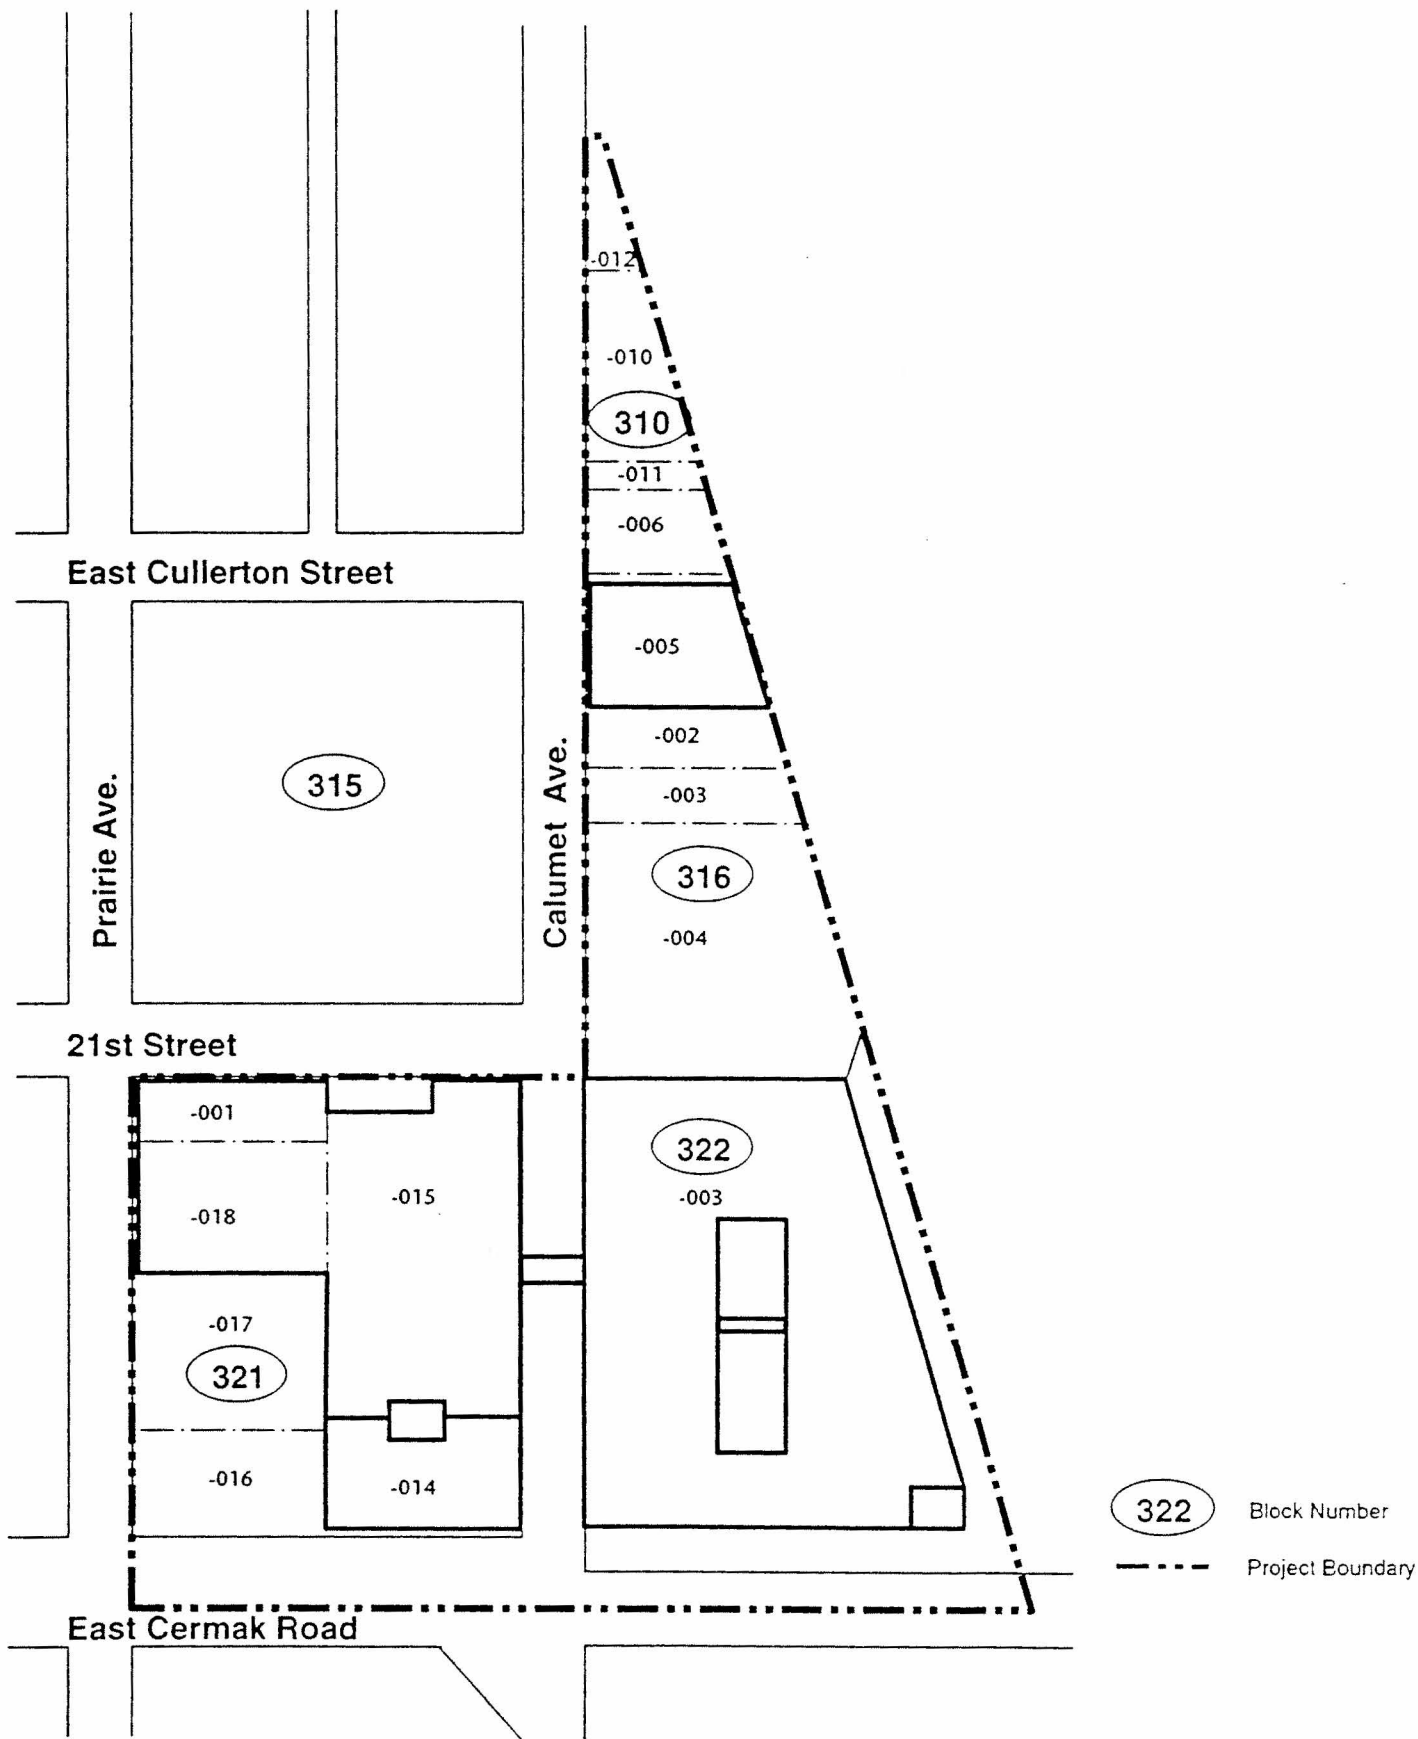 -012
-010
310
-011
-006
East Cullerton Street
-005
-002
315
Prairie Ave.
Calumet Ave.
-003
316
-004
21st Street
-001
322
-015
-003
-018
-017
321
-016
-014
322 Block Number
Project Boundary
East Cermak Road